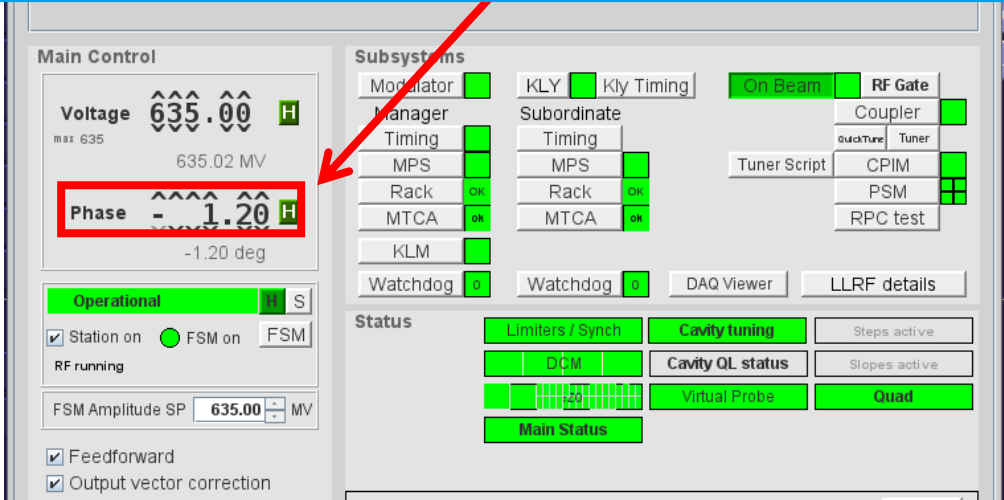 Main Control
Voltage 635.00 H
max 635
635.02 MV
Phase - 1.20 H
-1.20 deg
Operational H S
Station on FSM on FSM
RF running
FSM Amplitude SP 635.00 MV
Feedforward
Output vector correction
Subsystems
Modulator KLY Kly Timing On Beam RF Gate
Manager Subordinate Coupler
Timing Timing QuickTune Tuner
MPS MPS Tuner Script CPIM
Rack OK Rack OK PSM
MTCA ok MTCA ok RPC test
KLM
Watchdog 0 Watchdog 0 DAQ Viewer LLRF details
Status
Limiters / Synch Cavity tuning Steps active
DCM Cavity QL status Slopes active
Virtual Probe Quad
Main Status